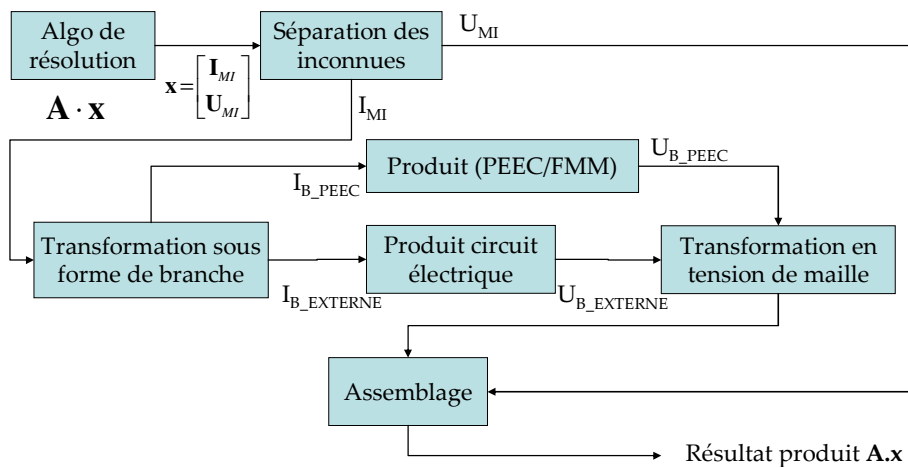 Algo de
résolution
Séparation des
inconnues
U_MI
x = [I_MI
U_MI]
A · x
I_MI
Produit (PEEC/FMM)
U_B_PEEC
I_B_PEEC
Transformation sous
forme de branche
Produit circuit
électrique
Transformation en
tension de maille
I_B_EXTERNE
U_B_EXTERNE
Assemblage
Résultat produit A.x